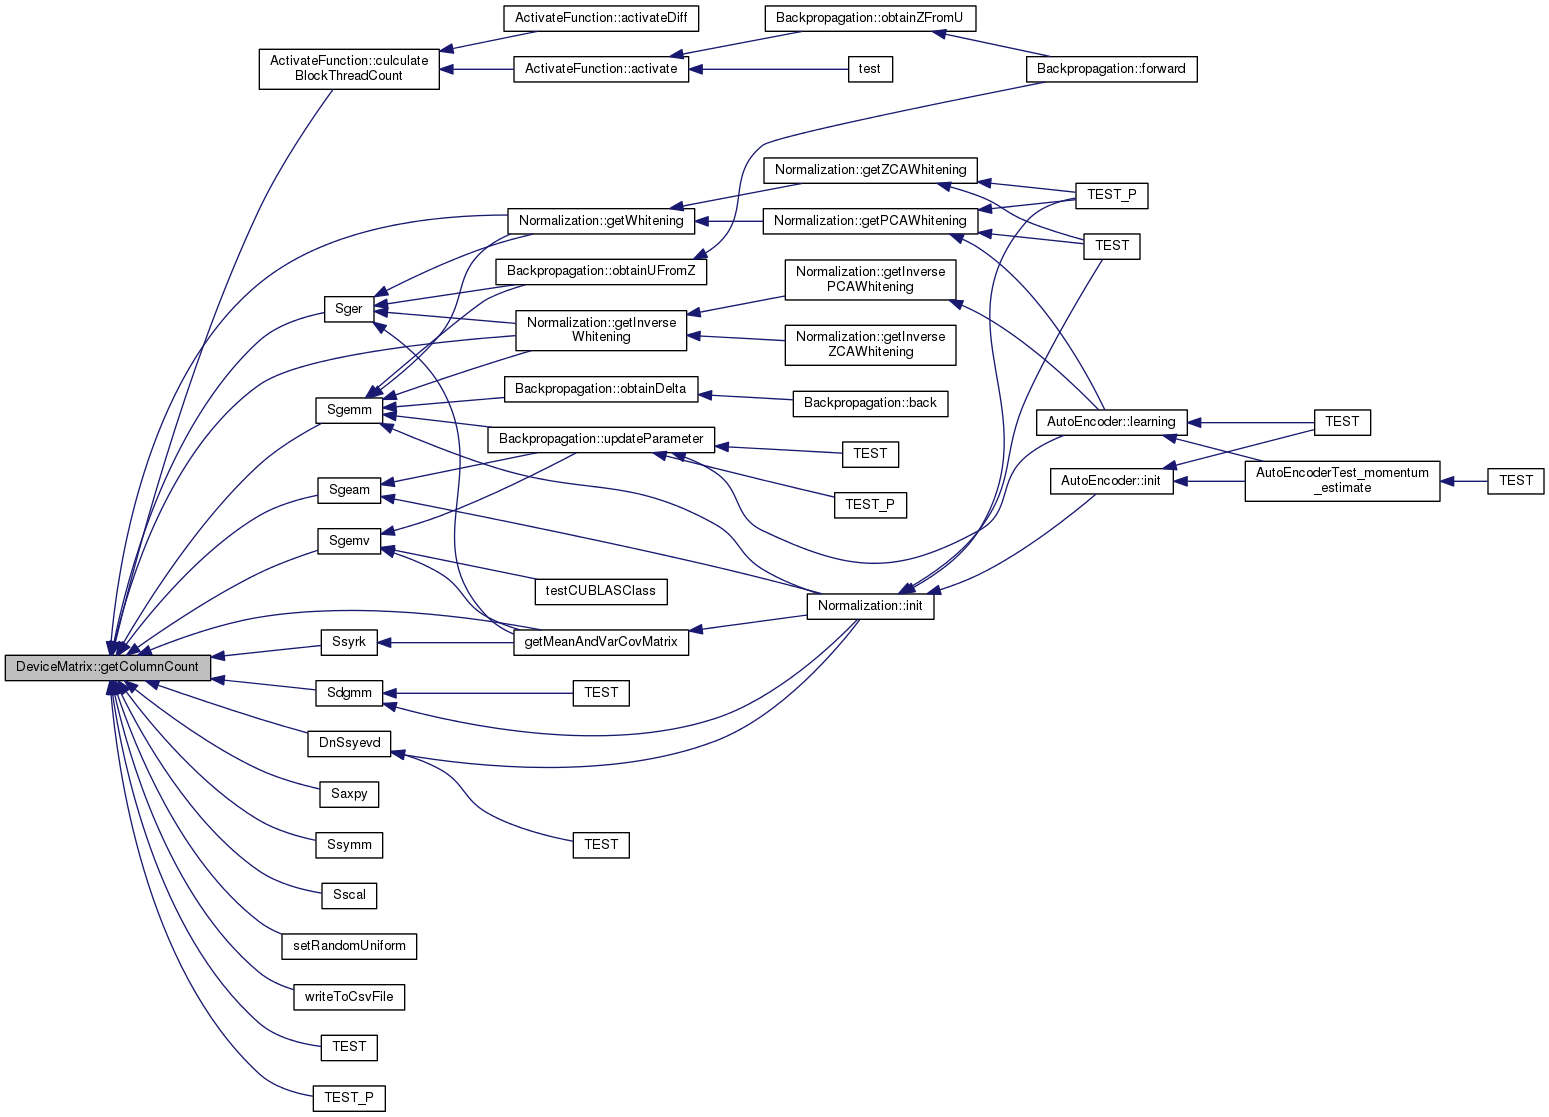 ActivateFunction::activateDiff
Backpropagation::obtainZFromU
ActivateFunction::culculate
BlockThreadCount
ActivateFunction::activate
test
Backpropagation::forward
Normalization::getZCAWhitening
TEST_P
Normalization::getWhitening
Normalization::getPCAWhitening
TEST
Backpropagation::obtainUFromZ
Normalization::getInverse
PCAWhitening
Sger
Normalization::getInverse
Whitening
Normalization::getInverse
ZCAWhitening
Backpropagation::obtainDelta
Backpropagation::back
Sgemm
AutoEncoder::learning
TEST
Backpropagation::updateParameter
TEST
AutoEncoder::init
AutoEncoderTest_momentum
_estimate
TEST
Sgeam
TEST_P
Sgemv
testCUBLASClass
Normalization::init
Ssyrk
getMeanAndVarCovMatrix
DeviceMatrix::getColumnCount
Sdgmm
TEST
DnSsyevd
Saxpy
Ssymm
TEST
Sscal
setRandomUniform
writeToCsvFile
TEST
TEST_P